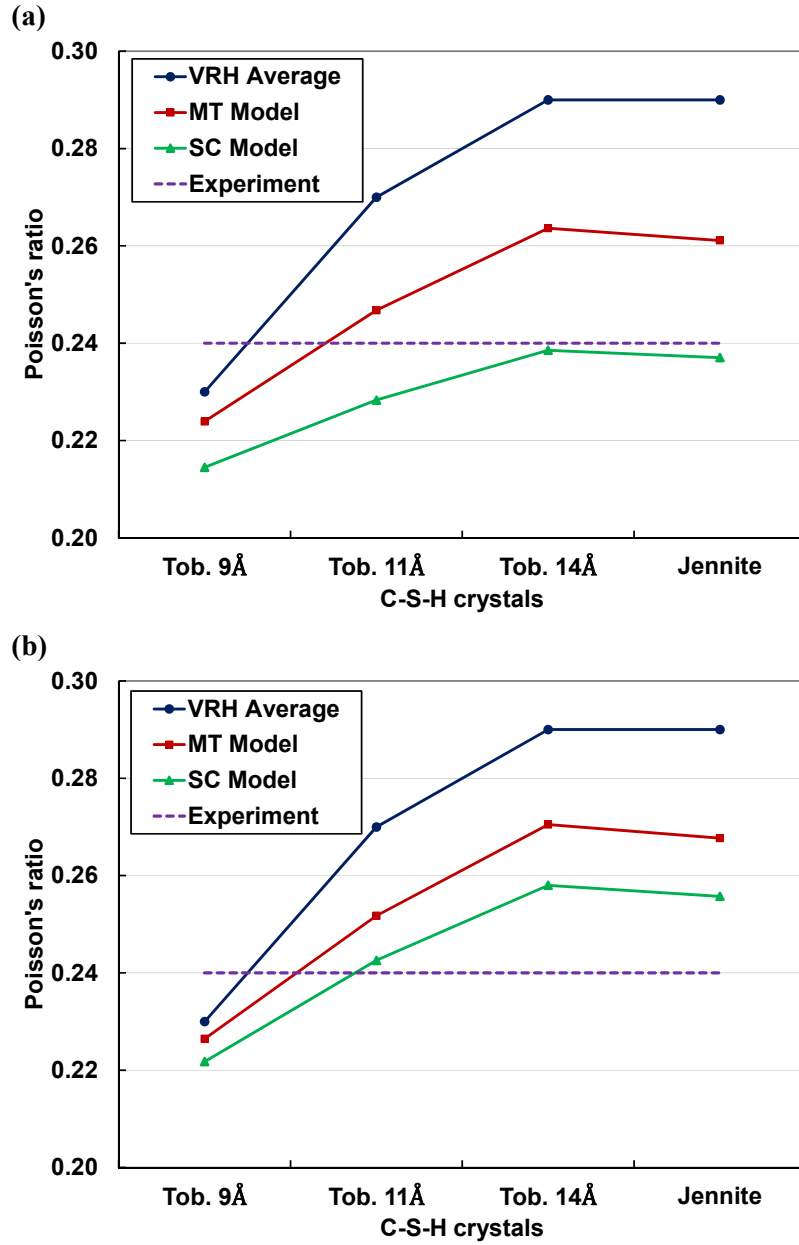 (a)
0.30
0.28
0.26
0.24
0.22
0.20
Poisson's ratio
VRH Average
MT Model
SC Model
Experiment
Tob. 9Å
Tob. 11Å
Tob. 14Å
Jennite
C-S-H crystals
(b)
0.30
0.28
0.26
0.24
0.22
0.20
Poisson's ratio
VRH Average
MT Model
SC Model
Experiment
Tob. 9Å
Tob. 11Å
Tob. 14Å
Jennite
C-S-H crystals